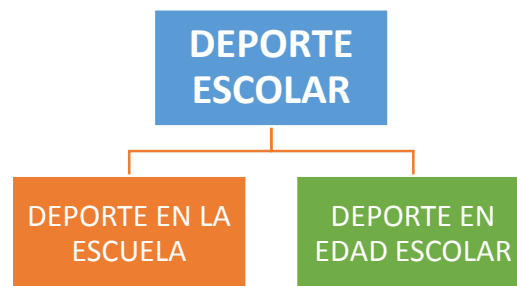 DEPORTE
ESCOLAR
DEPORTE EN LA
ESCUELA
DEPORTE EN
EDAD ESCOLAR